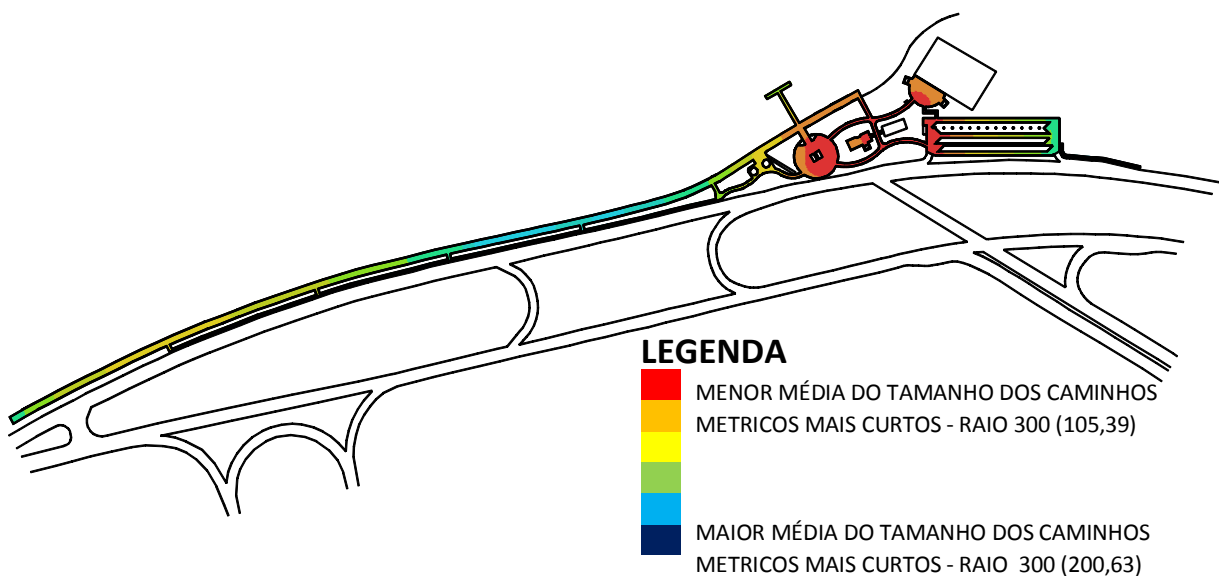 LEGENDA
MENOR MÉDIA DO TAMANHO DOS CAMINHOS
METRICOS MAIS CURTOS - RAIO 300 (105,39)
MAIOR MÉDIA DO TAMANHO DOS CAMINHOS
METRICOS MAIS CURTOS - RAIO 300 (200,63)